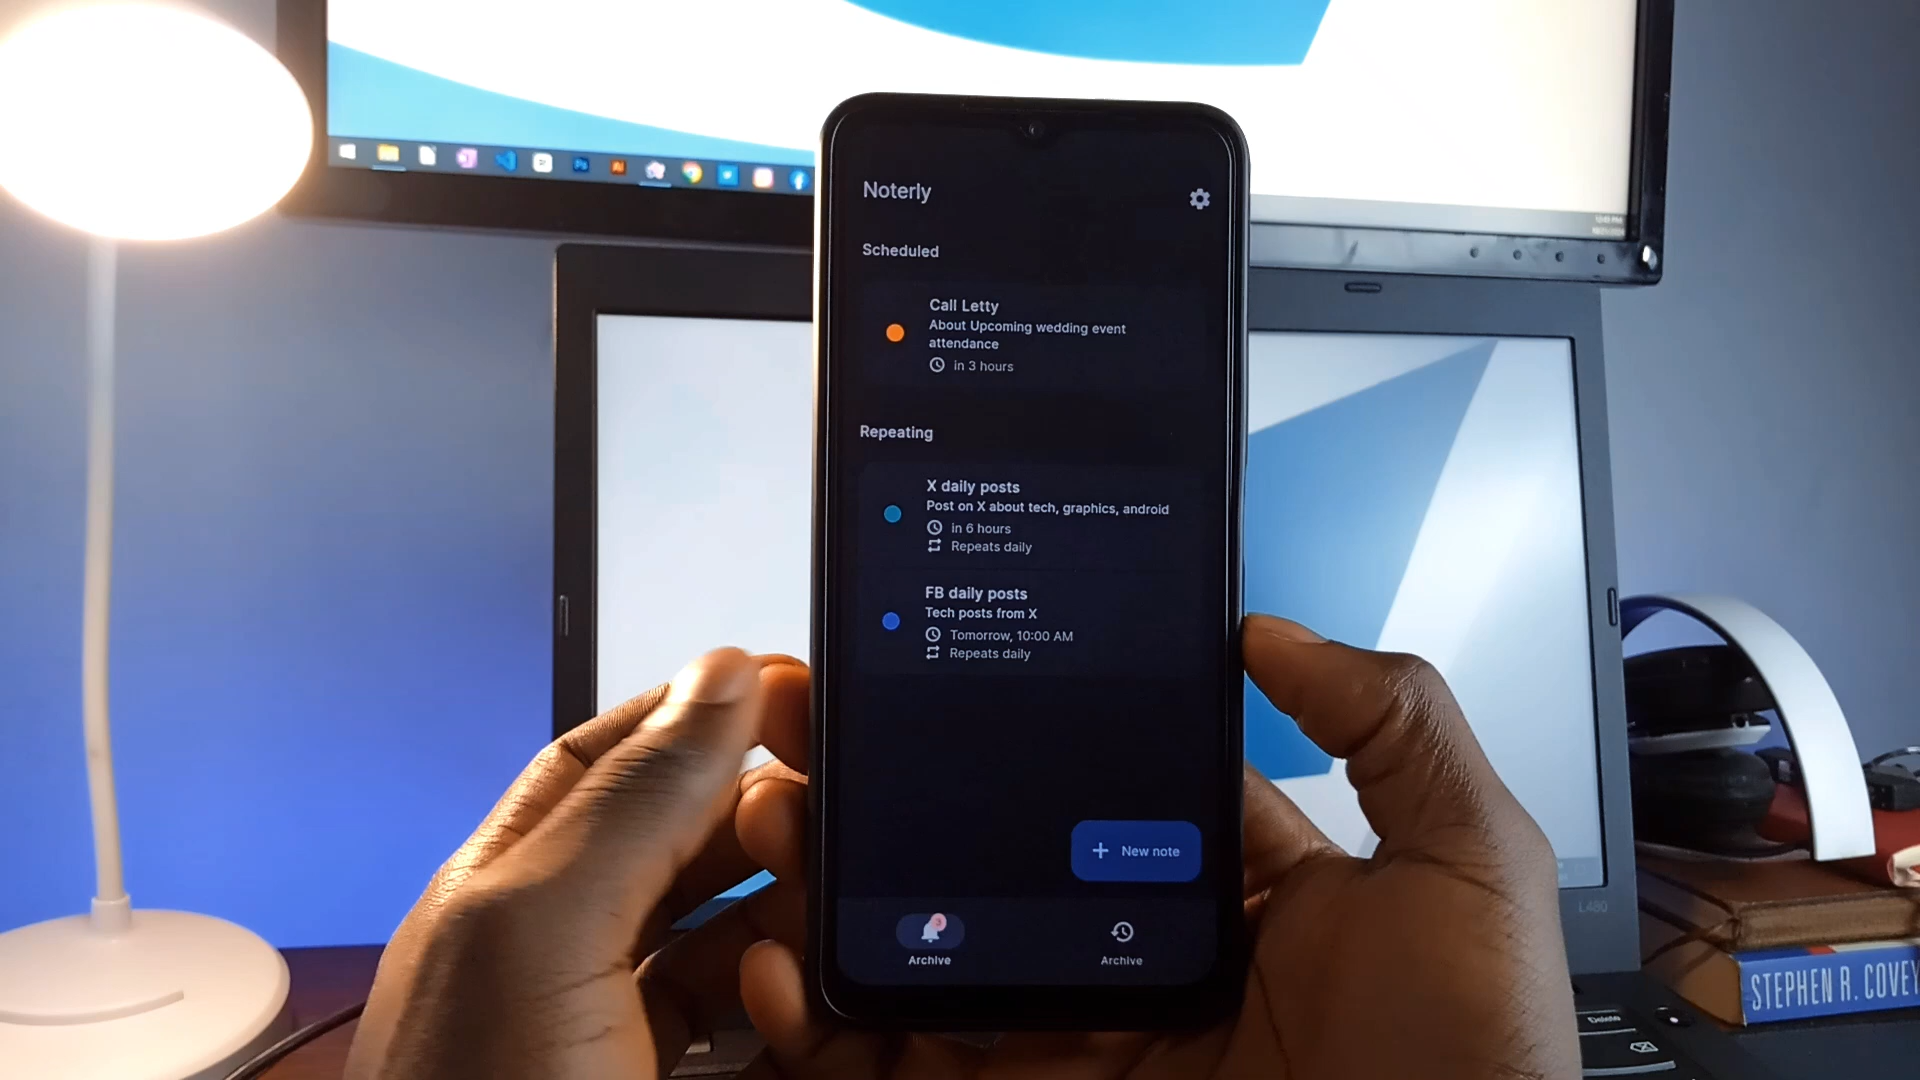 Noterly
Scheduled
Call Letty
About Upcoming wedding event
attendance
in 3 hours
Repeating
X daily posts
Post on X about tech, graphics, android
in 6 hours
Repeats daily
FB daily posts
Tech posts from X
Tomorrow, 10:00 AM
Repeats daily
+ New note
Archive
Archive
L480
STEPHEN R. COVEY
Delete